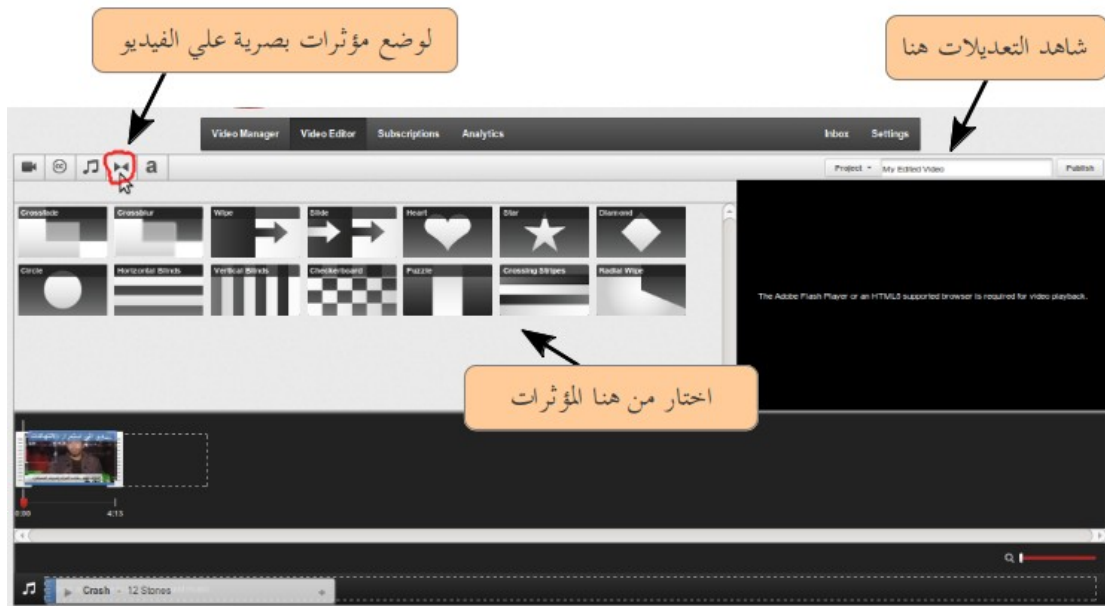 لوضع مؤثرات بصرية علي الفيديو
شاهد التعديلات هنا
Video Manager Video Editor Subscriptions Analytics Inbox Settings
cc a Project My Edited Video Publish
Crossfade Crossblur Wipe Slide Heart Star Diamond
Circle Horizontal Blinds Vertical Blinds Checkerboard Puzzle Crossing Stripes Radial Wipe
The Adobe Flash Player or an HTML5 supported browser is required for video playback.
اختار من هنا المؤثرات
0:00 4:13
Crash - 12 Stones